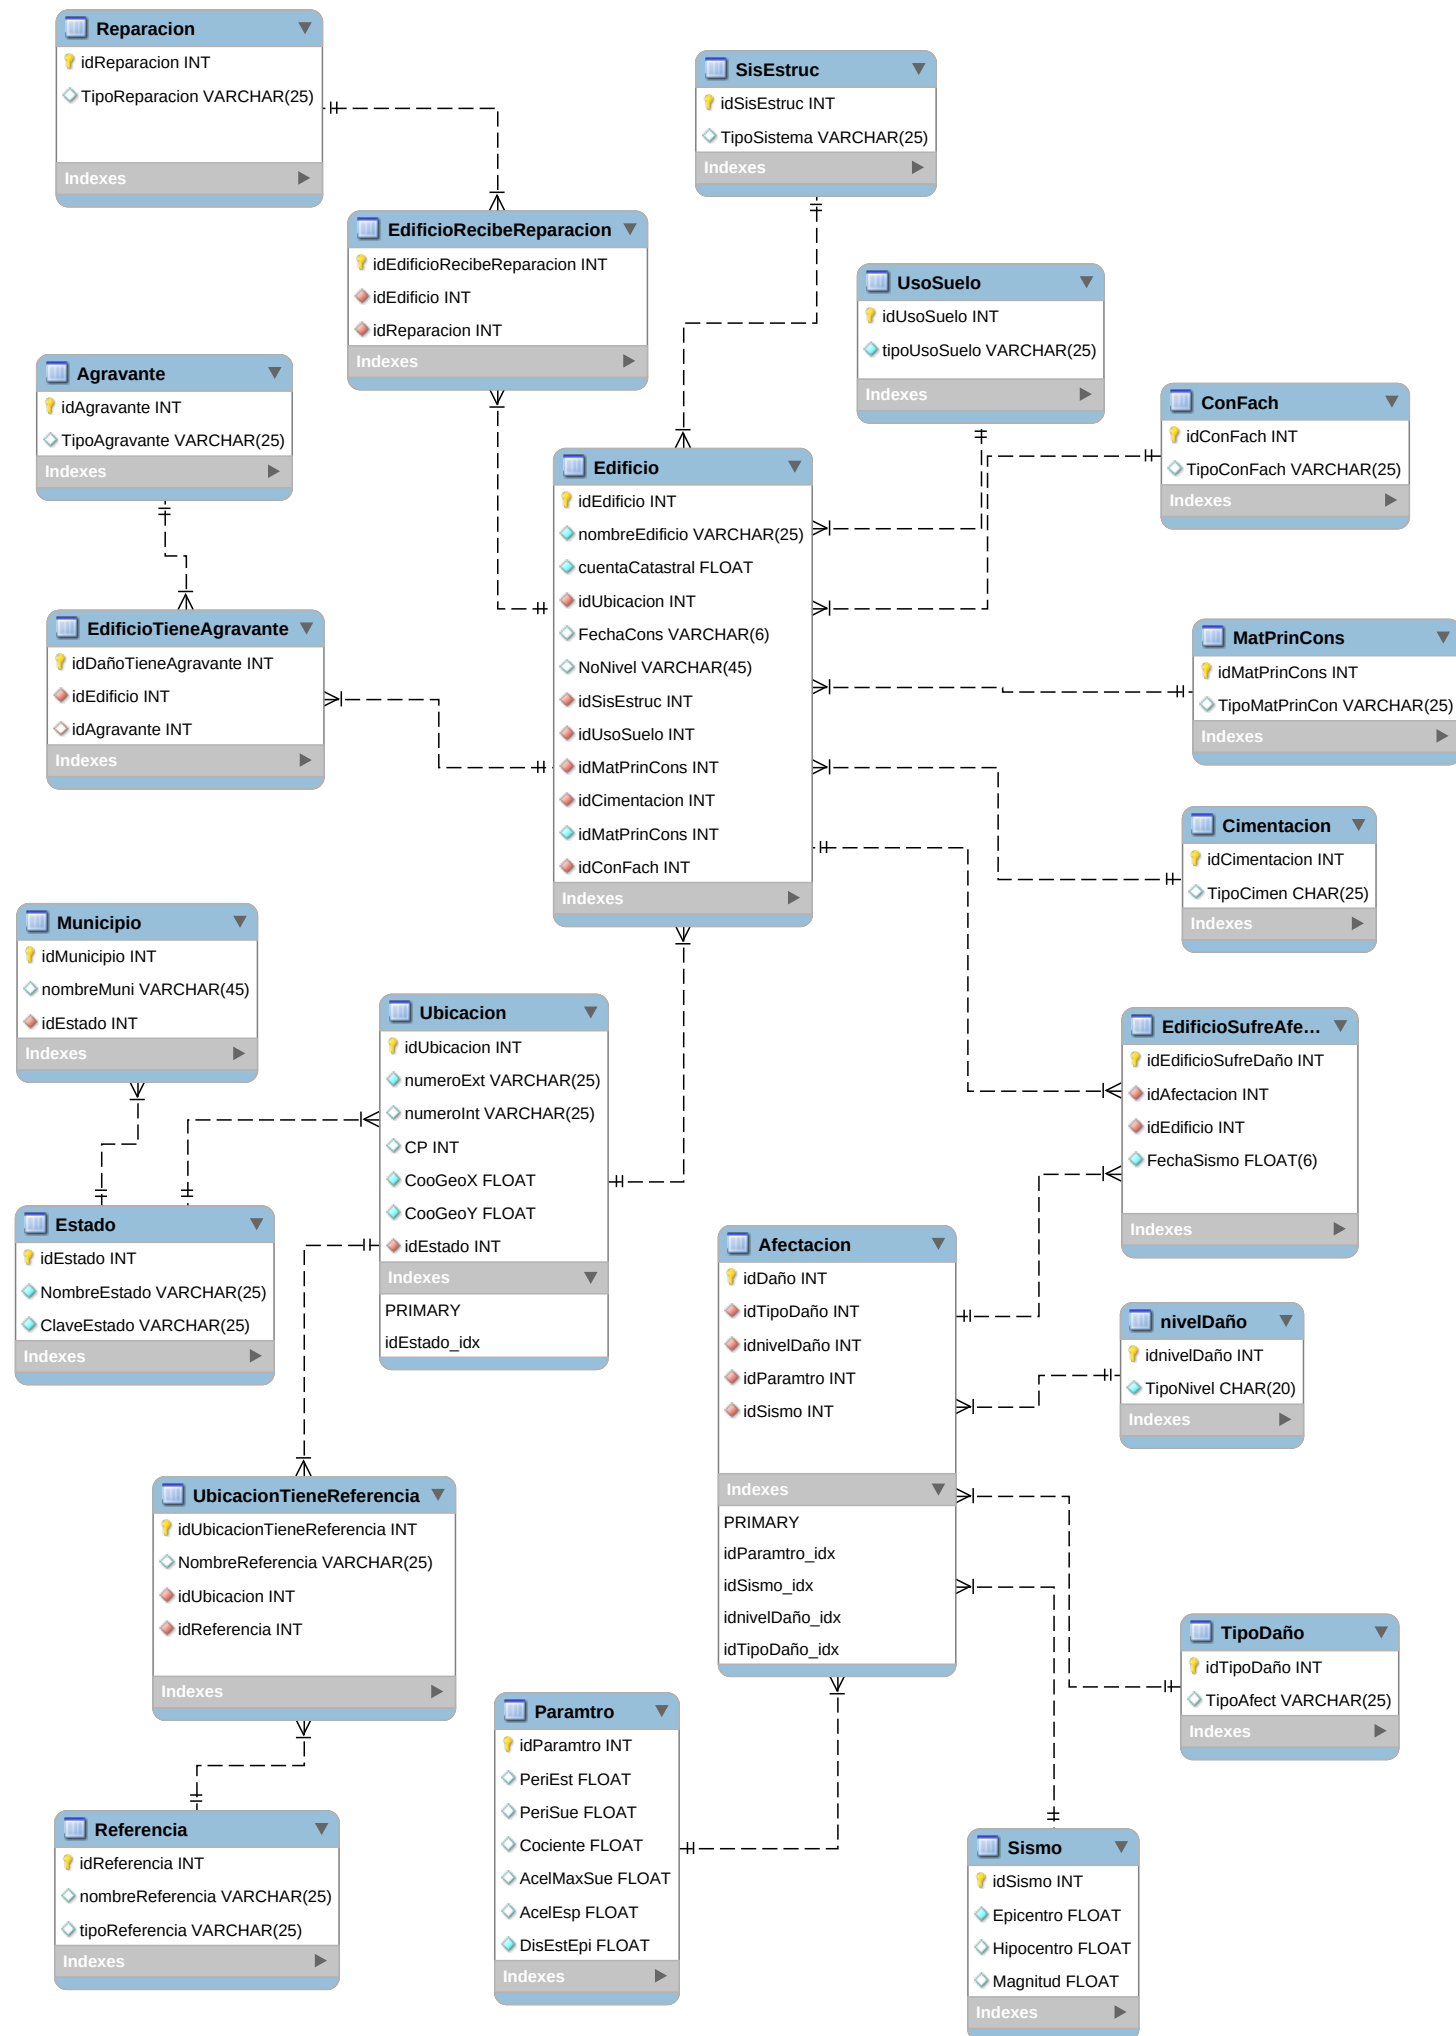 Reparacion
idReparacion INT
TipoReparacion VARCHAR(25)
Indexes
SisEstruc
idSisEstruc INT
TipoSistema VARCHAR(25)
Indexes
EdificioRecibeReparacion
idEdificioRecibeReparacion INT
idEdificio INT
idReparacion INT
Indexes
UsoSuelo
idUsoSuelo INT
tipoUsoSuelo VARCHAR(25)
Indexes
Agravante
idAgravante INT
TipoAgravante VARCHAR(25)
Indexes
ConFach
idConFach INT
TipoConFach VARCHAR(25)
Indexes
Edificio
idEdificio INT
nombreEdificio VARCHAR(25)
cuentaCatastral FLOAT
idUbicacion INT
FechaCons VARCHAR(6)
NoNivel VARCHAR(45)
idSisEstruc INT
idUsoSuelo INT
idMatPrinCons INT
idCimentacion INT
idMatPrinCons INT
idConFach INT
Indexes
EdificioTieneAgravante
idDañoTieneAgravante INT
idEdificio INT
idAgravante INT
Indexes
MatPrinCons
idMatPrinCons INT
TipoMatPrinCon VARCHAR(25)
Indexes
Cimentacion
idCimentacion INT
TipoCimen CHAR(25)
Indexes
Municipio
idMunicipio INT
nombreMuni VARCHAR(45)
idEstado INT
Indexes
Ubicacion
idUbicacion INT
numeroExt VARCHAR(25)
numeroInt VARCHAR(25)
CP INT
CooGeoX FLOAT
CooGeoY FLOAT
idEstado INT
Indexes
PRIMARY
idEstado_idx
EdificioSufreAfe...
idEdificioSufreDaño INT
idAfectacion INT
idEdificio INT
FechaSismo FLOAT(6)
Indexes
Estado
idEstado INT
NombreEstado VARCHAR(25)
ClaveEstado VARCHAR(25)
Indexes
Afectacion
idDaño INT
idTipoDaño INT
idnivelDaño INT
idParamtro INT
idSismo INT
Indexes
PRIMARY
idParamtro_idx
idSismo_idx
idnivelDaño_idx
idTipoDaño_idx
nivelDaño
idnivelDaño INT
TipoNivel CHAR(20)
Indexes
UbicacionTieneReferencia
idUbicacionTieneReferencia INT
NombreReferencia VARCHAR(25)
idUbicacion INT
idReferencia INT
Indexes
TipoDaño
idTipoDaño INT
TipoAfect VARCHAR(25)
Indexes
Paramtro
idParamtro INT
PeriEst FLOAT
PeriSue FLOAT
Cociente FLOAT
AcelMaxSue FLOAT
AcelEsp FLOAT
DisEstEpi FLOAT
Indexes
Referencia
idReferencia INT
nombreReferencia VARCHAR(25)
tipoReferencia VARCHAR(25)
Indexes
Sismo
idSismo INT
Epicentro FLOAT
Hipocentro FLOAT
Magnitud FLOAT
Indexes